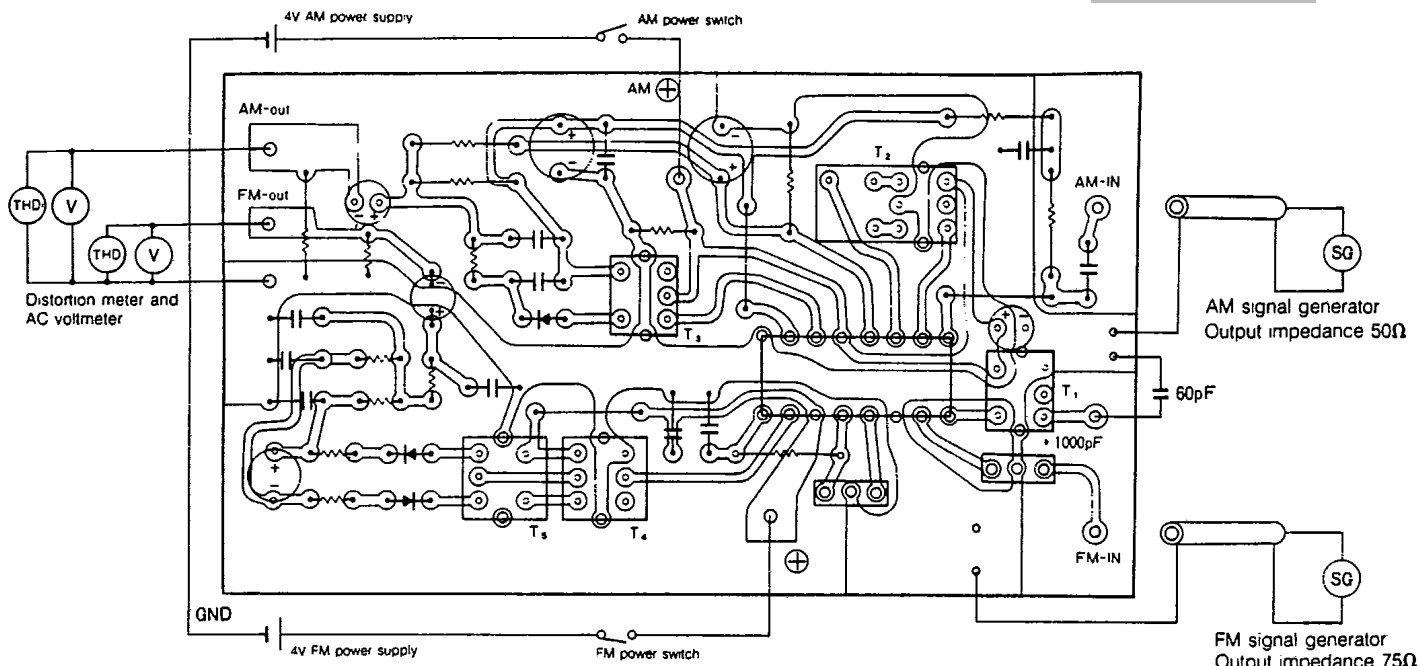 4V AM power supply
AM power switch
AM-out
AM ⊕
+
-
+
-
T₂
AM-IN
FM-out
- +
THD
V
THD
V
SG
Distortion meter and
AC voltmeter
-
+
T₃
+ -
AM signal generator
Output impedance 50Ω
T₁
60pF
* 1000pF
+
-
T₅
T₄
⊕
FM-IN
SG
GND
4V FM power supply
FM power switch
FM signal generator
Output impedance 75Ω